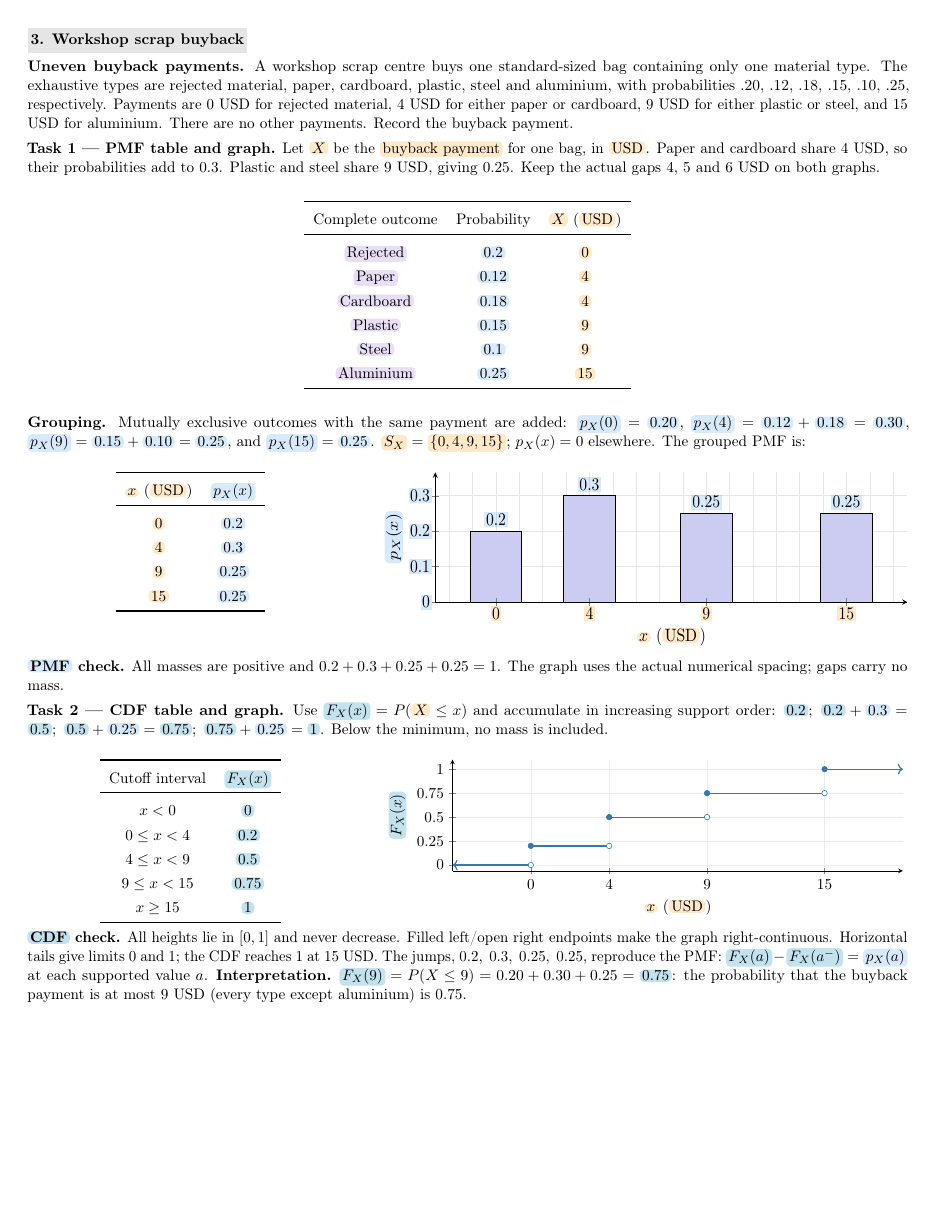 3. Workshop scrap buyback
Uneven buyback payments. A workshop scrap centre buys one standard-sized bag containing only one material type. The
exhaustive types are rejected material, paper, cardboard, plastic, steel and aluminium, with probabilities .20, .12, .18, .15, .10, .25,
respectively. Payments are 0 USD for rejected material, 4 USD for either paper or cardboard, 9 USD for either plastic or steel, and 15
USD for aluminium. There are no other payments. Record the buyback payment.
Task 1 — PMF table and graph. Let X be the buyback payment for one bag, in USD. Paper and cardboard share 4 USD, so
their probabilities add to 0.3. Plastic and steel share 9 USD, giving 0.25. Keep the actual gaps 4, 5 and 6 USD on both graphs.
Complete outcome Probability X (USD)
Rejected 0.2 0
Paper 0.12 4
Cardboard 0.18 4
Plastic 0.15 9
Steel 0.1 9
Aluminium 0.25 15
Grouping. Mutually exclusive outcomes with the same payment are added: p_X(0) = 0.20, p_X(4) = 0.12 + 0.18 = 0.30,
p_X(9) = 0.15 + 0.10 = 0.25, and p_X(15) = 0.25. S_X = {0, 4, 9, 15}; p_X(x) = 0 elsewhere. The grouped PMF is:
x (USD) p_X(x)
0 0.2
4 0.3
9 0.25
15 0.25
p_X(x)
0.3
0.2
0.1
0
0.2
0.3
0.25
0.25
0 4 9 15
x (USD)
PMF check. All masses are positive and 0.2 + 0.3 + 0.25 + 0.25 = 1. The graph uses the actual numerical spacing; gaps carry no
mass.
Task 2 — CDF table and graph. Use F_X(x) = P(X ≤ x) and accumulate in increasing support order: 0.2; 0.2 + 0.3 =
0.5; 0.5 + 0.25 = 0.75; 0.75 + 0.25 = 1. Below the minimum, no mass is included.
Cutoff interval F_X(x)
x < 0 0
0 ≤ x < 4 0.2
4 ≤ x < 9 0.5
9 ≤ x < 15 0.75
x ≥ 15 1
F_X(x)
1
0.75
0.5
0.25
0
0 4 9 15
x (USD)
CDF check. All heights lie in [0, 1] and never decrease. Filled left/open right endpoints make the graph right-continuous. Horizontal
tails give limits 0 and 1; the CDF reaches 1 at 15 USD. The jumps, 0.2, 0.3, 0.25, 0.25, reproduce the PMF: F_X(a) − F_X(a⁻) = p_X(a)
at each supported value a. Interpretation. F_X(9) = P(X ≤ 9) = 0.20 + 0.30 + 0.25 = 0.75: the probability that the buyback
payment is at most 9 USD (every type except aluminium) is 0.75.